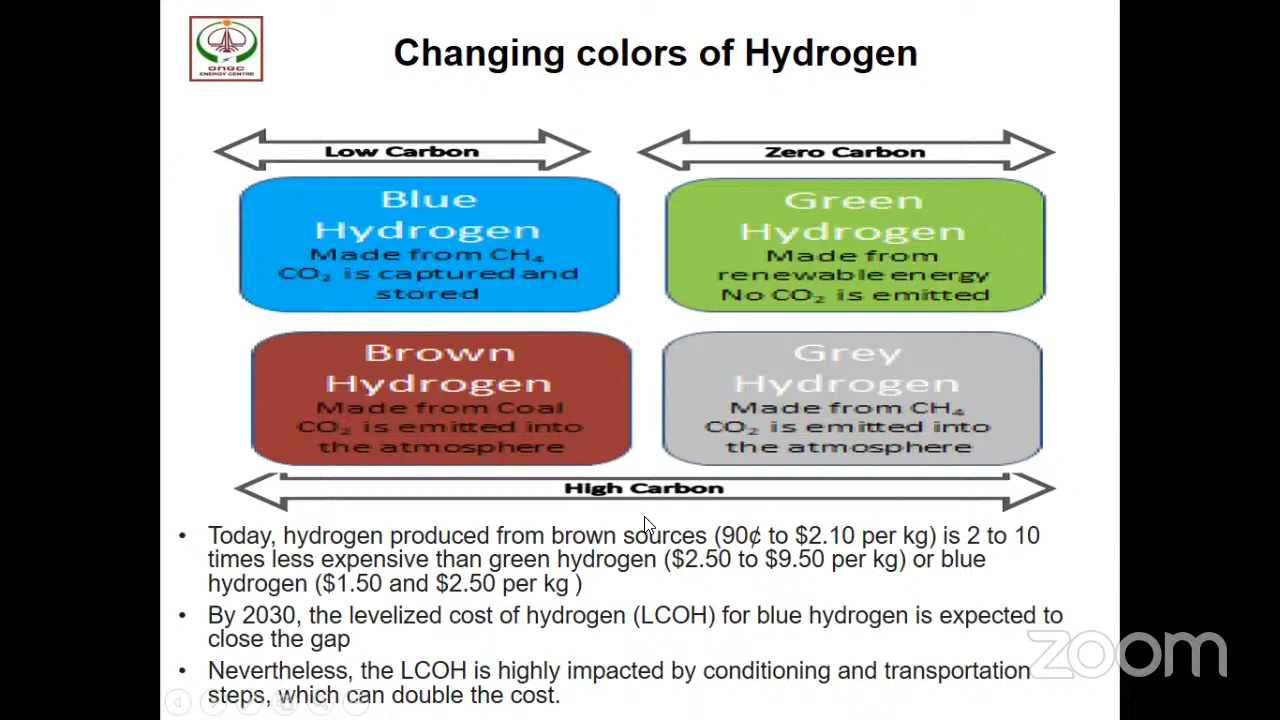 ONGC
ENERGY CENTRE
Changing colors of Hydrogen
Low Carbon
Zero Carbon
Blue
Hydrogen
Made from CH₄
CO₂ is captured and
stored
Green
Hydrogen
Made from
renewable energy
No CO₂ is emitted
Brown
Hydrogen
Made from Coal
CO₂ is emitted into
the atmosphere
Grey
Hydrogen
Made from CH₄
CO₂ is emitted into
the atmosphere
High Carbon
• Today, hydrogen produced from brown sources (90¢ to $2.10 per kg) is 2 to 10
times less expensive than green hydrogen ($2.50 to $9.50 per kg) or blue
hydrogen ($1.50 and $2.50 per kg )
• By 2030, the levelized cost of hydrogen (LCOH) for blue hydrogen is expected to
close the gap
• Nevertheless, the LCOH is highly impacted by conditioning and transportation
steps, which can double the cost.
zoom